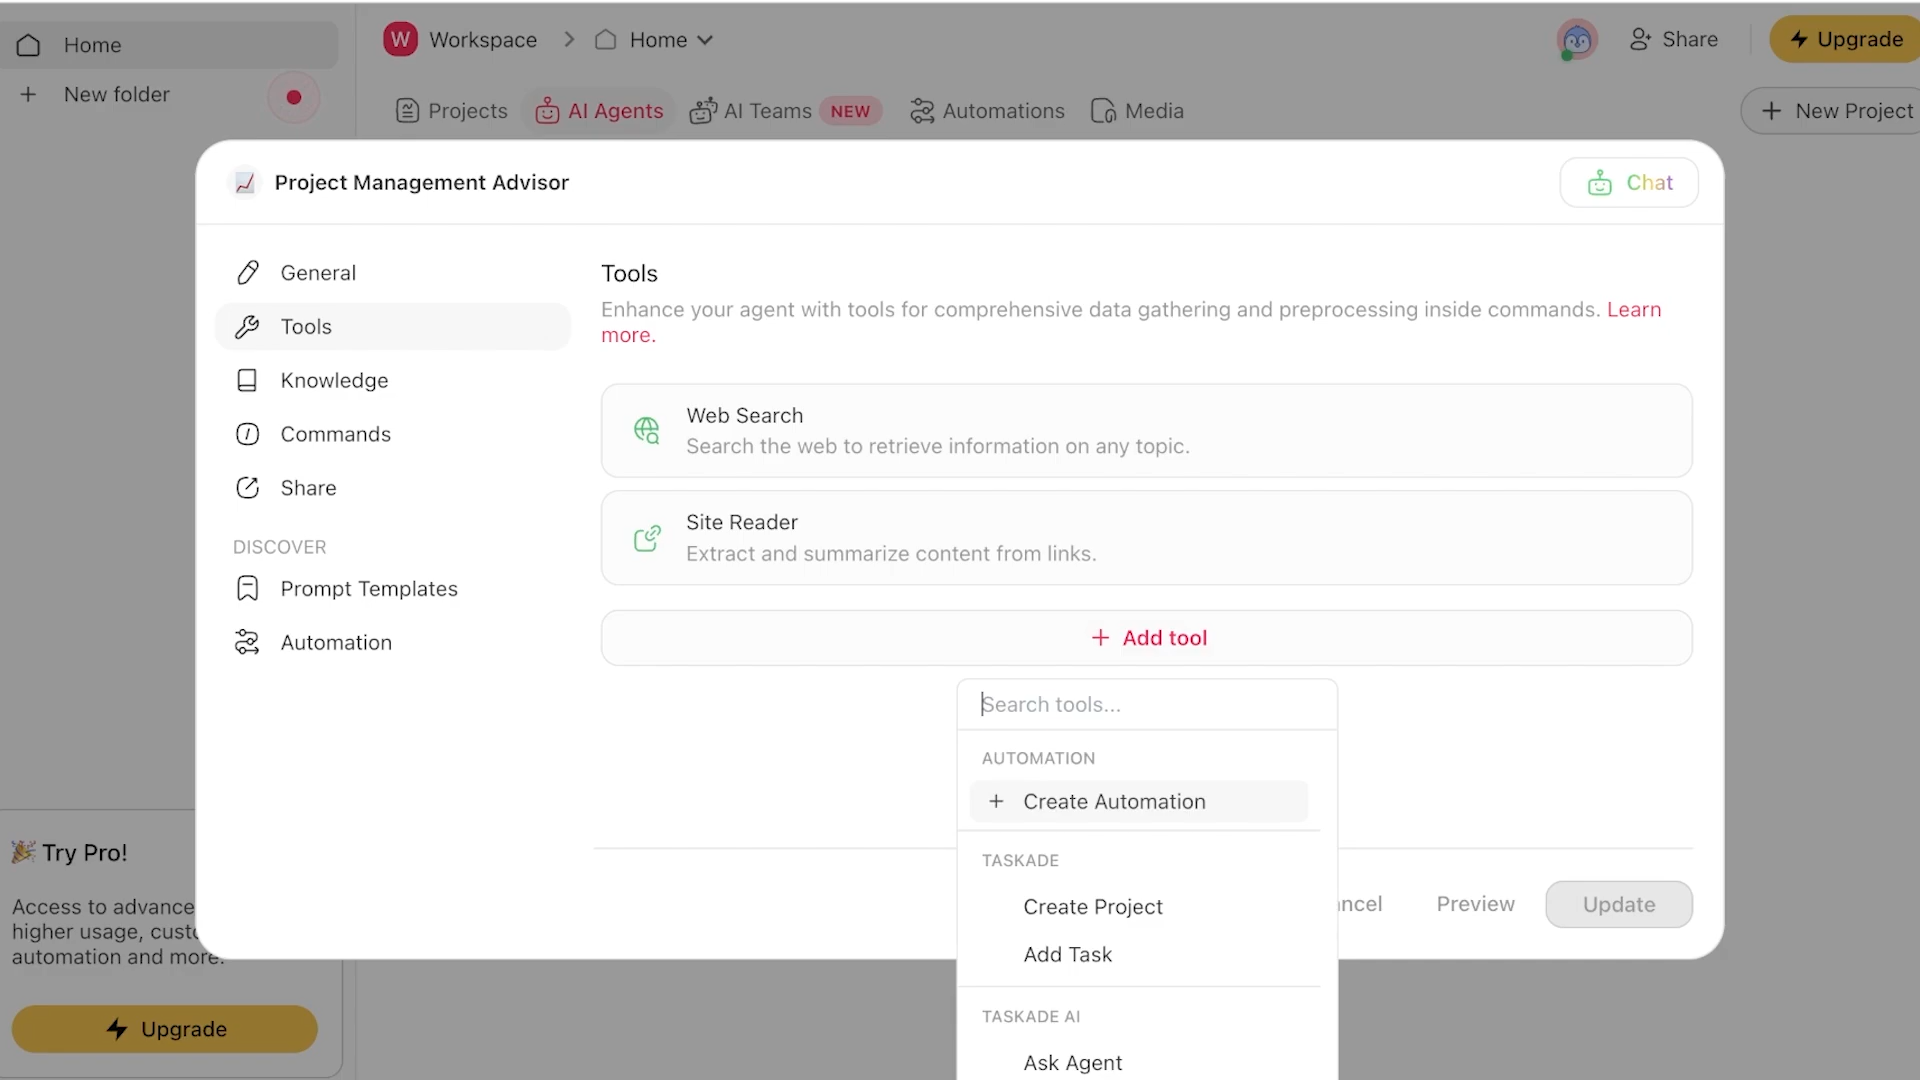 Home
New folder
W Workspace
Home
Share
Upgrade
Projects
AI Agents
AI Teams NEW
Automations
Media
New Project
Project Management Advisor
Chat
General
Tools
Knowledge
Commands
Share
DISCOVER
Prompt Templates
Automation
Tools
Enhance your agent with tools for comprehensive data gathering and preprocessing inside commands. Learn
more.
Web Search
Search the web to retrieve information on any topic.
Site Reader
Extract and summarize content from links.
Add tool
Search tools...
AUTOMATION
Create Automation
TASKADE
Create Project
Add Task
TASKADE AI
Ask Agent
ncel
Preview
Update
Try Pro!
Access to advance
higher usage, custo
automation and more.
Upgrade